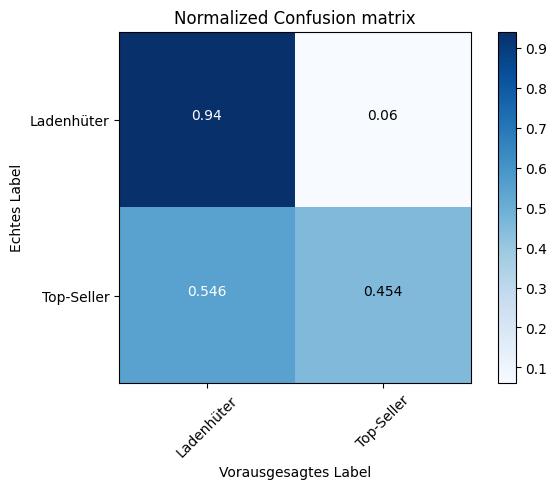 Normalized Confusion matrix
Echtes Label
Ladenhüter
0.94
0.06
Top-Seller
0.546
0.454
Ladenhüter
Top-Seller
Vorausgesagtes Label
0.9
0.8
0.7
0.6
0.5
0.4
0.3
0.2
0.1